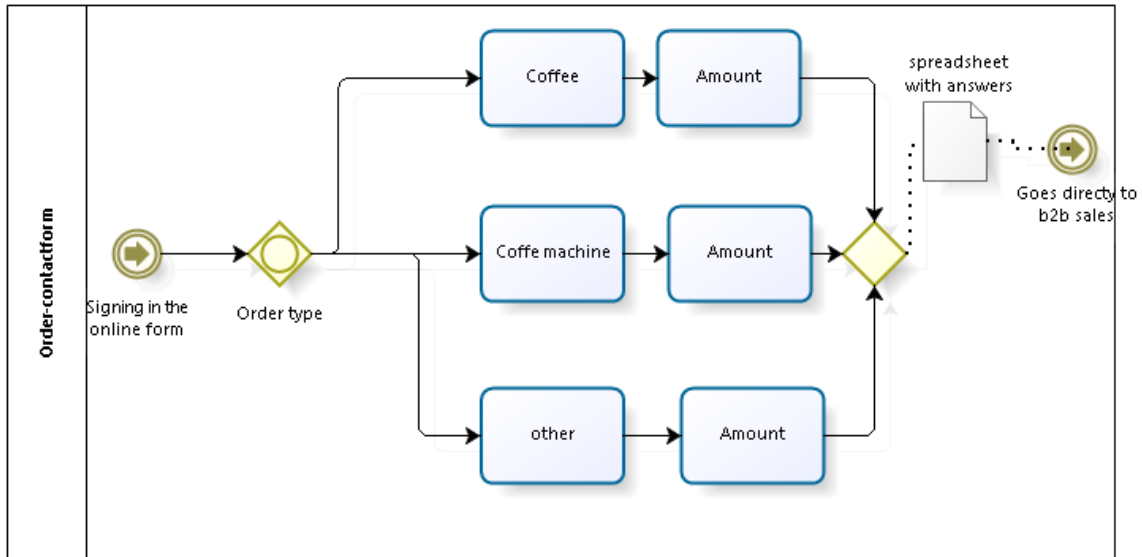 Order-contactform
Signing in the
online form
Order type
Coffee
Amount
Coffe machine
Amount
other
Amount
spreadsheet
with answers
Goes directy to
b2b sales